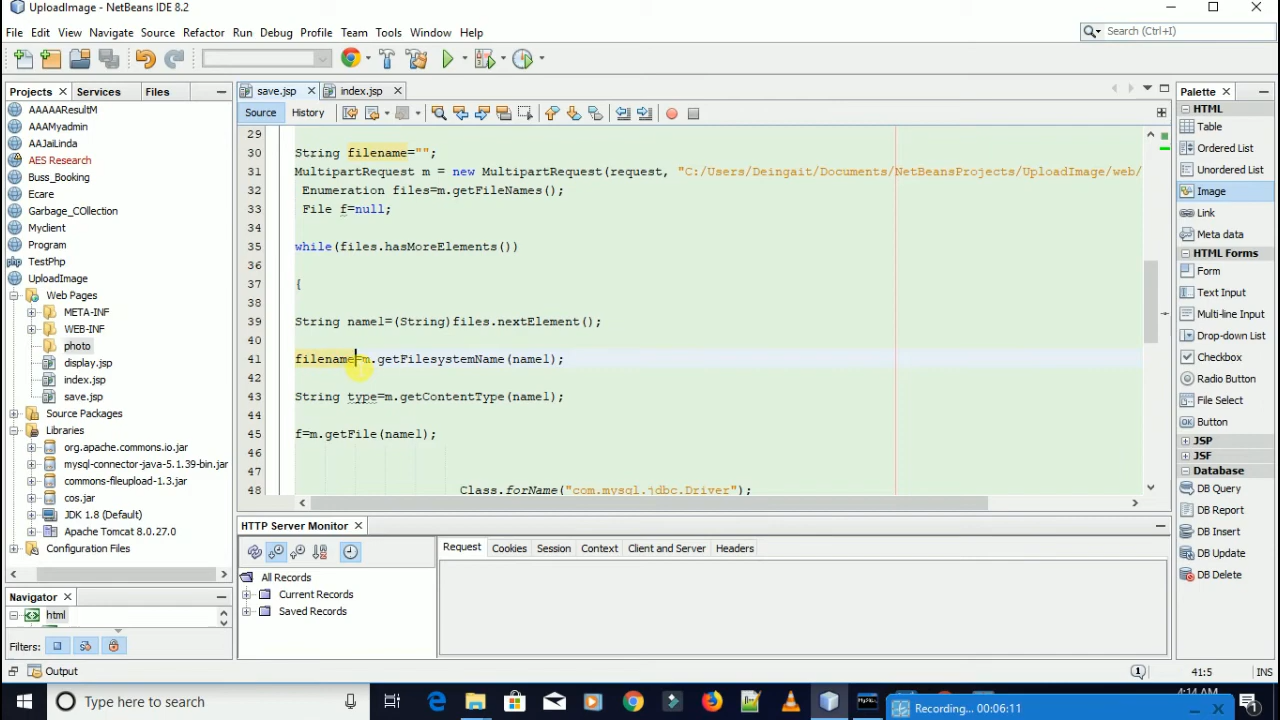 UploadImage - NetBeans IDE 8.2
File Edit View Navigate Source Refactor Run Debug Profile Team Tools Window Help
Search (Ctrl+I)
Projects Services Files
AAAAAResultM
AAAMyadmin
AAJaiLinda
AES Research
Buss_Booking
Ecare
Garbage_COllection
Myclient
Program
TestPhp
UploadImage
Web Pages
META-INF
WEB-INF
photo
display.jsp
index.jsp
save.jsp
Source Packages
Libraries
org.apache.commons.io.jar
mysql-connector-java-5.1.39-bin.jar
commons-fileupload-1.3.jar
cos.jar
JDK 1.8 (Default)
Apache Tomcat 8.0.27.0
Configuration Files
Navigator
html
Filters:
save.jsp index.jsp
Source History
29
30 String filename="";
31 MultipartRequest m = new MultipartRequest(request, "C:/Users/Deingait/Documents/NetBeansProjects/UploadImage/web/
32 Enumeration files=m.getFileNames();
33 File f=null;
34
35 while(files.hasMoreElements())
36
37 {
38
39 String name1=(String)files.nextElement();
40
41 filename=m.getFilesystemName(name1);
42
43 String type=m.getContentType(name1);
44
45 f=m.getFile(name1);
46
47
48 Class.forName("com.mysql.jdbc.Driver");
HTTP Server Monitor
All Records
Current Records
Saved Records
Request Cookies Session Context Client and Server Headers
Palette
HTML
Table
Ordered List
Unordered List
Image
Link
Meta data
HTML Forms
Form
Text Input
Multi-line Input
Drop-down List
Checkbox
Radio Button
File Select
Button
JSP
JSF
Database
DB Query
DB Report
DB Insert
DB Update
DB Delete
Output
1
41:5 INS
Type here to search
4:14 AM
Recording... 00:06:11
1